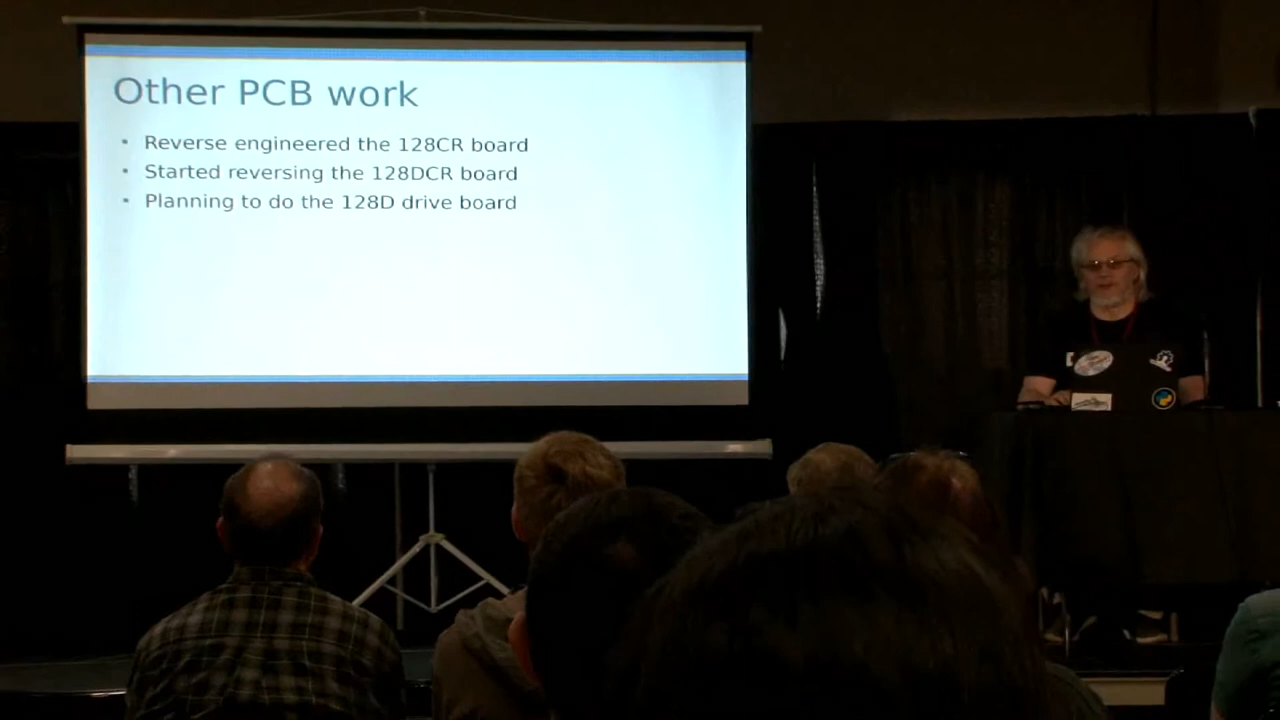 Other PCB work
• Reverse engineered the 128CR board
• Started reversing the 128DCR board
• Planning to do the 128D drive board